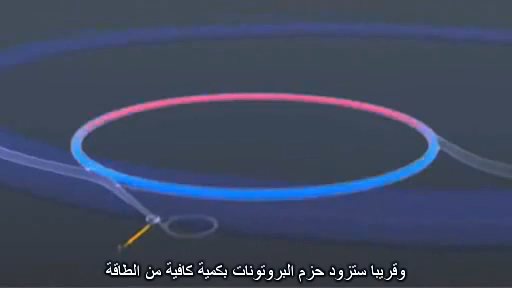 وقريبا ستزود حزم البروتونات بكمية كافية من الطاقة